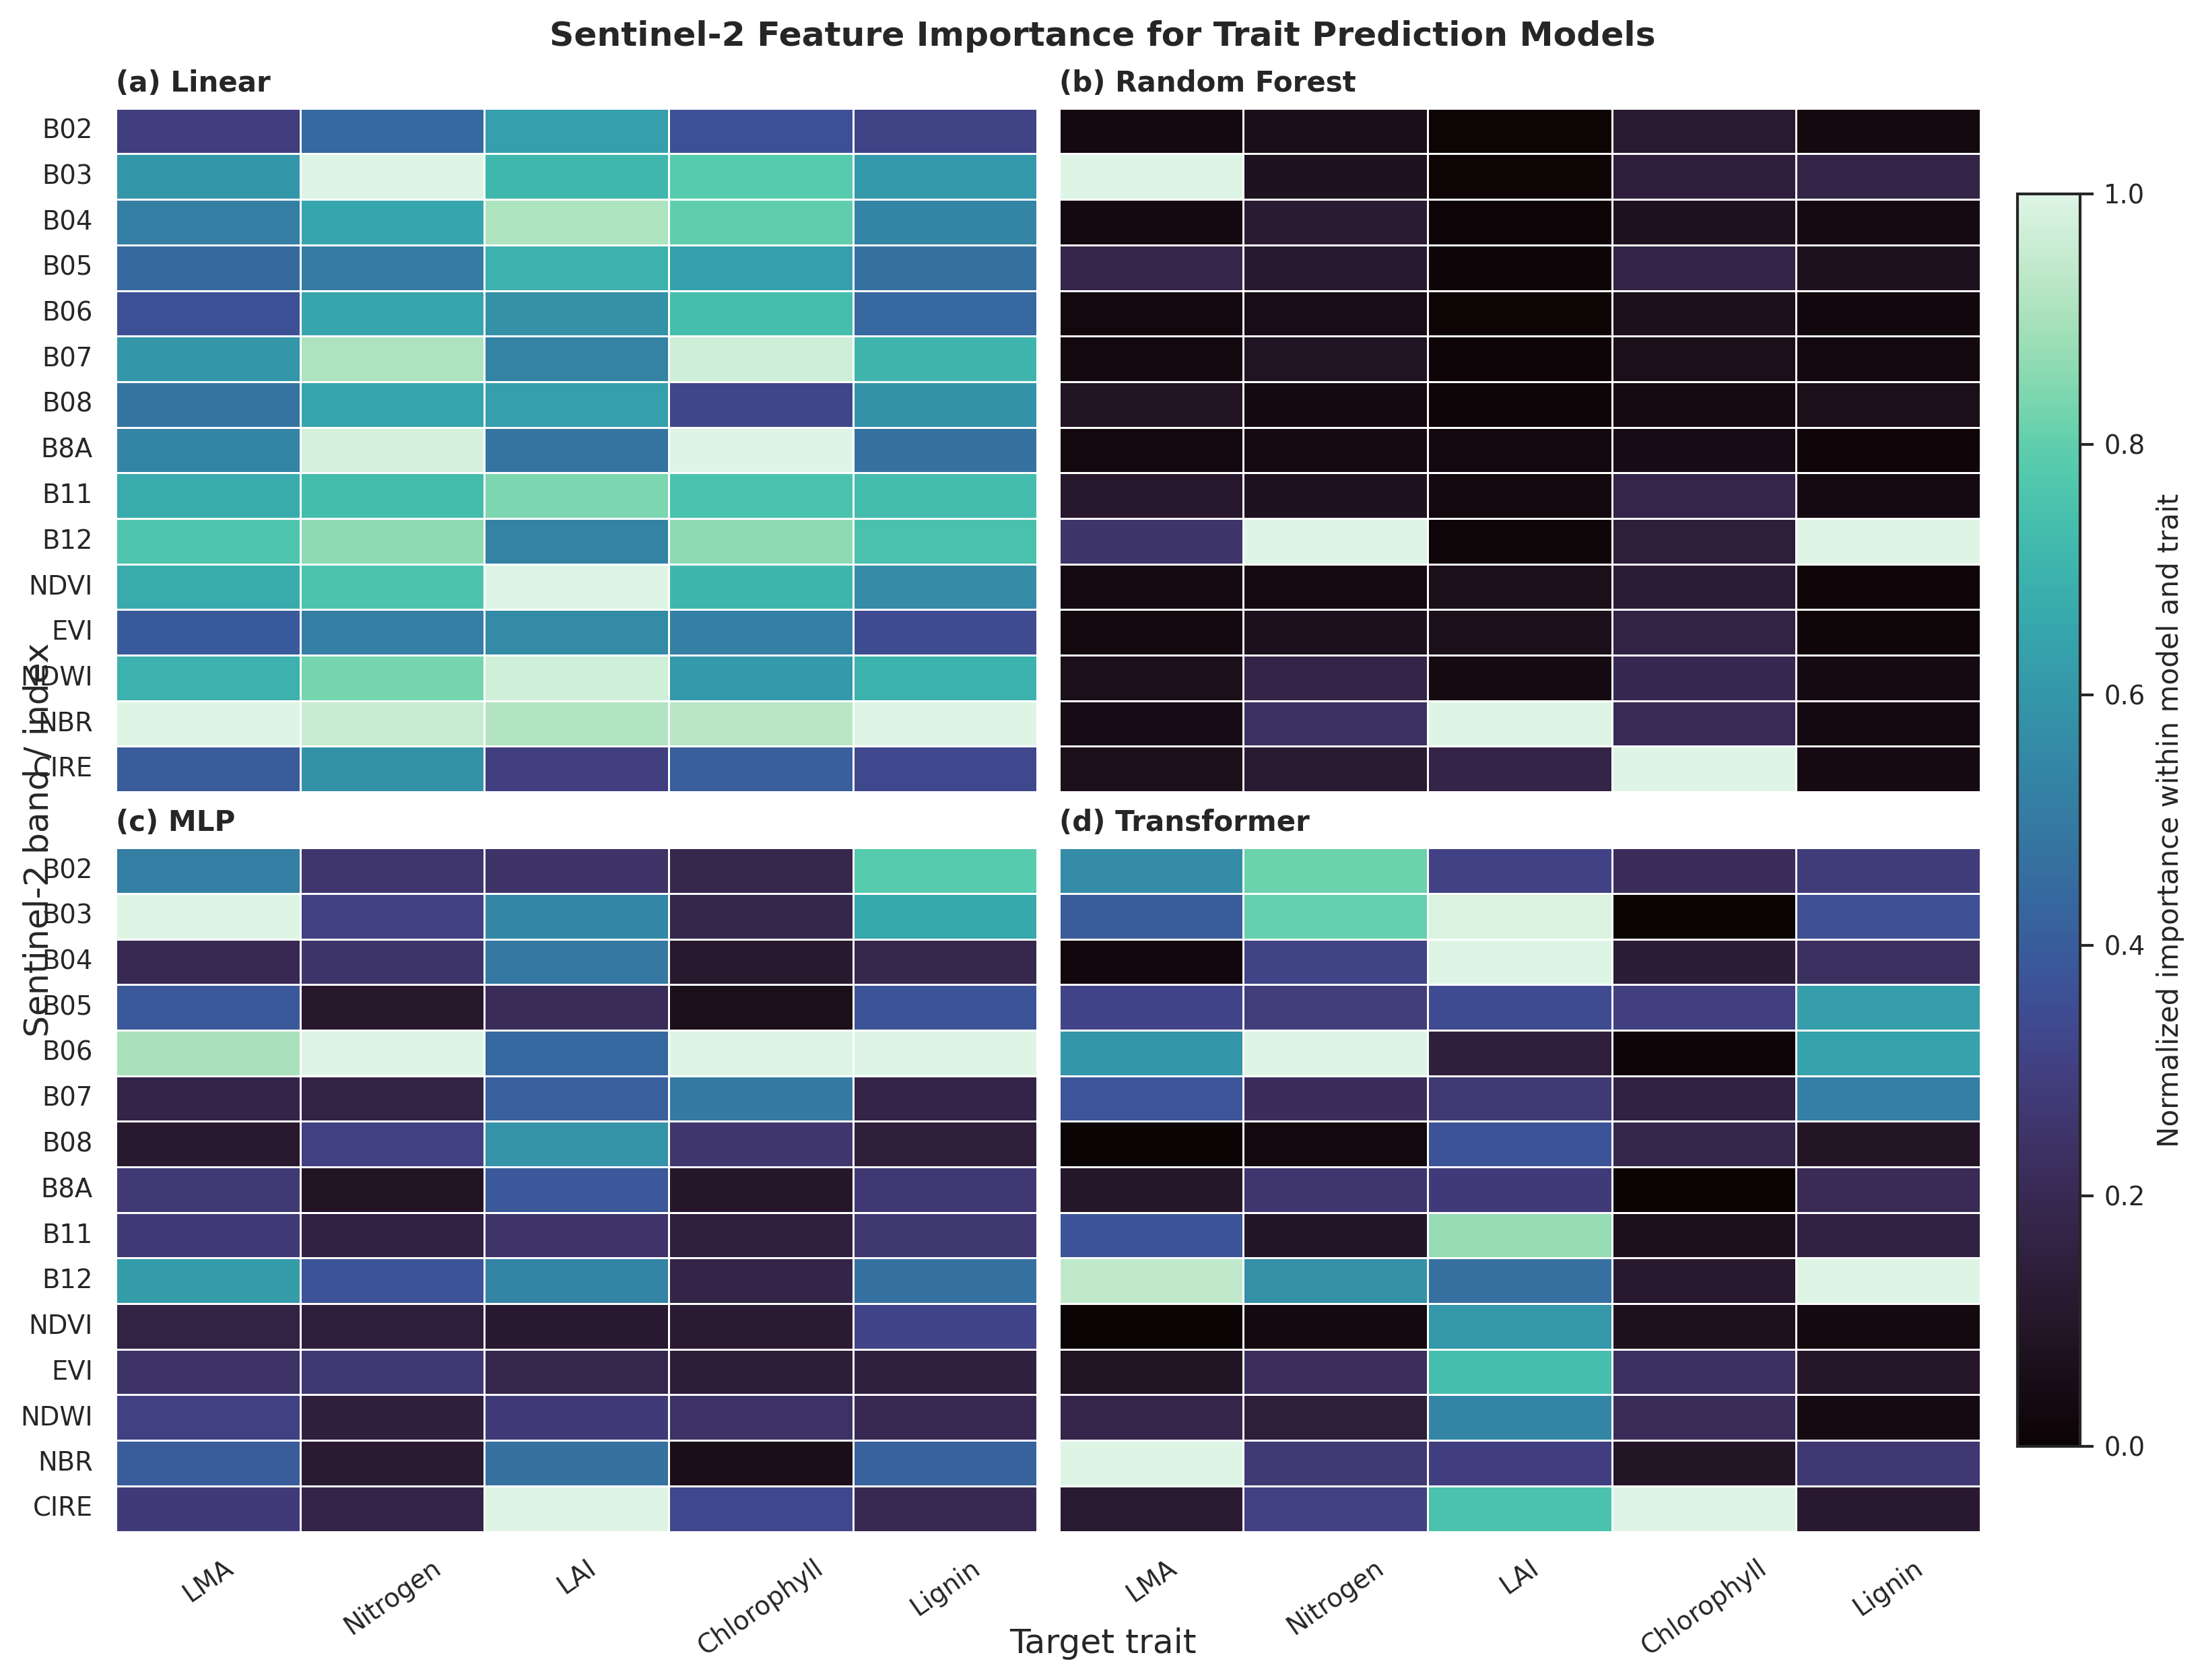 Sentinel-2 Feature Importance for Trait Prediction Models
(a) Linear
(b) Random Forest
B02
B03
B04
B05
B06
B07
B08
B8A
B11
B12
NDVI
EVI
NDWI
NBR
CIRE
(c) MLP
(d) Transformer
B02
B03
B04
B05
B06
B07
B08
B8A
B11
B12
NDVI
EVI
NDWI
NBR
CIRE
Sentinel-2 band / index
LMA
Nitrogen
LAI
Chlorophyll
Lignin
LMA
Nitrogen
LAI
Chlorophyll
Lignin
Target trait
1.0
0.8
0.6
0.4
0.2
0.0
Normalized importance within model and trait